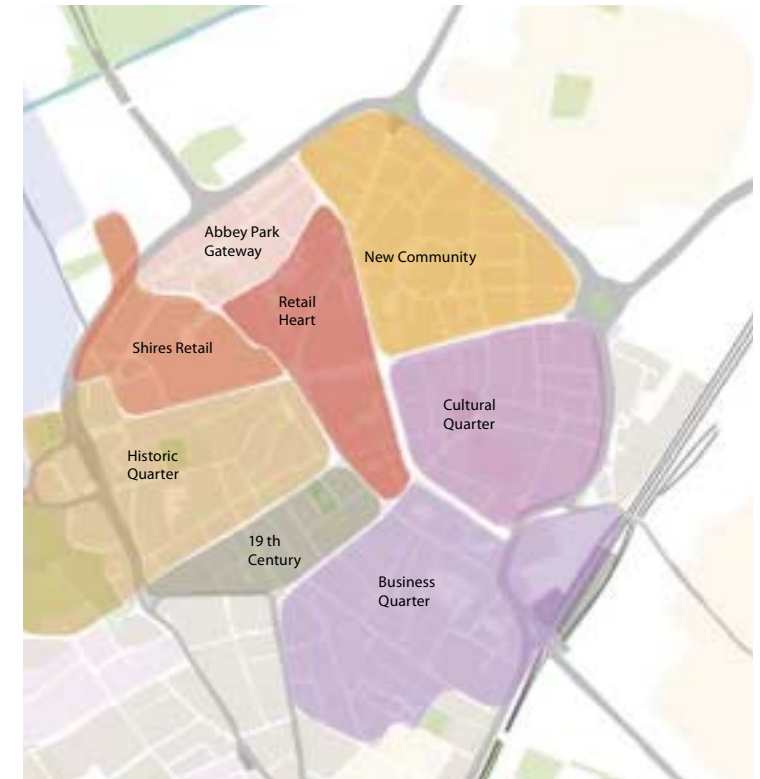 Abbey Park
Gateway
New Community
Retail
Heart
Shires Retail
Cultural
Quarter
Historic
Quarter
19 th
Century
Business
Quarter